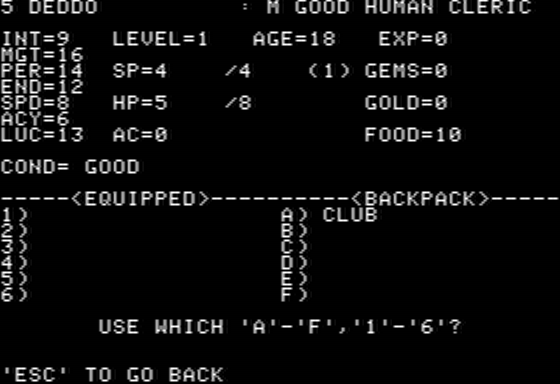 5 DEDDO : M GOOD HUMAN CLERIC
INT=9 LEVEL=1 AGE=18 EXP=0
MGT=16
PER=14 SP=4 /4 (1) GEMS=0
END=12
SPD=8 HP=5 /8 GOLD=0
ACY=6
LUC=13 AC=0 FOOD=10
COND= GOOD
-----<EQUIPPED>----------<BACKPACK>-----
1) A) CLUB
2) B)
3) C)
4) D)
5) E)
6) F)
USE WHICH 'A'-'F','1'-'6'?
'ESC' TO GO BACK